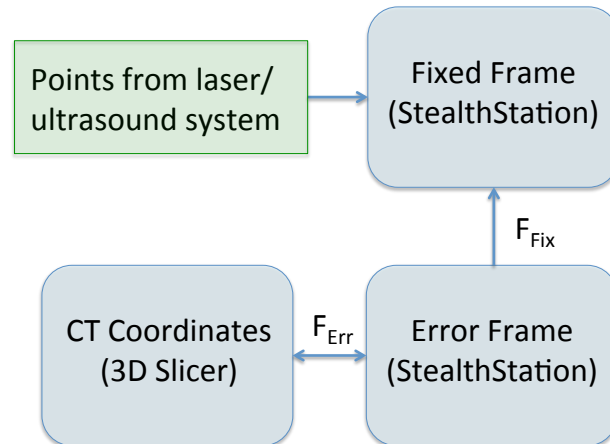 Points from laser/
ultrasound system
Fixed Frame
(StealthStation)
F_Fix
CT Coordinates
(3D Slicer)
F_Err
Error Frame
(StealthStation)